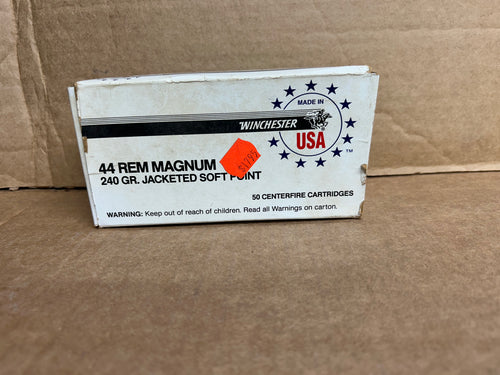 MADE IN
WINCHESTER
USA
TM
44 REM MAGNUM
240 GR. JACKETED SOFT POINT
50 CENTERFIRE CARTRIDGES
WARNING: Keep out of reach of children. Read all Warnings on carton.